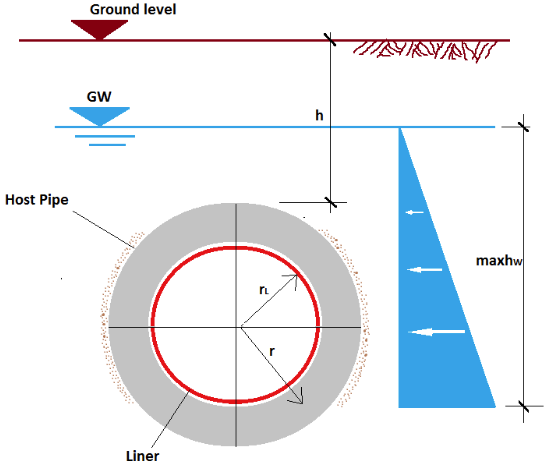 Ground level
GW
h
Host Pipe
maxhw
rL
r
Liner